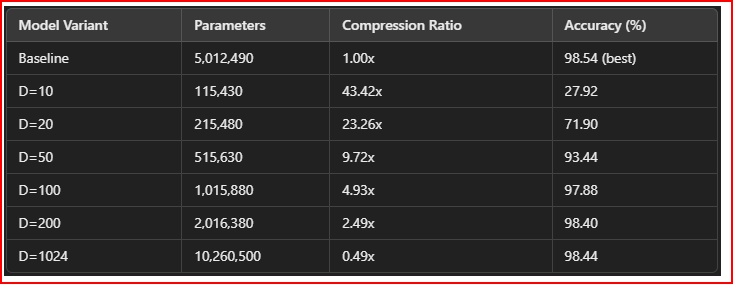 Model Variant Parameters Compression Ratio Accuracy (%)
Baseline 5,012,490 1.00x 98.54 (best)
D=10 115,430 43.42x 27.92
D=20 215,480 23.26x 71.90
D=50 515,630 9.72x 93.44
D=100 1,015,880 4.93x 97.88
D=200 2,016,380 2.49x 98.40
D=1024 10,260,500 0.49x 98.44